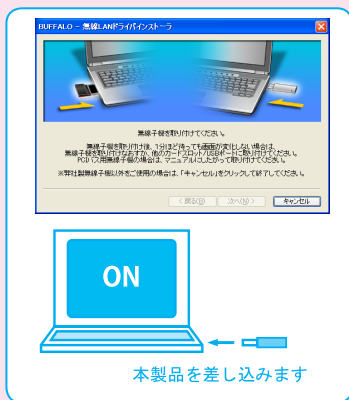 BUFFALO - 無線LANドライバインストーラ
無線子機を取り付けてください。
無線子機を取り付け後、1分ほど待っても画面が変化しない場合は、
無線子機を取り付けなおすか、他のカードスロット/USBポートに取り付けてください。
PCIバス用無線子機の場合は、マニュアルにしたがって取り付けてください。
※弊社製無線子機以外をご使用の場合は、「キャンセル」をクリックして終了してください。
< 戻る(B)
次へ(N) >
キャンセル
ON
本製品を差し込みます